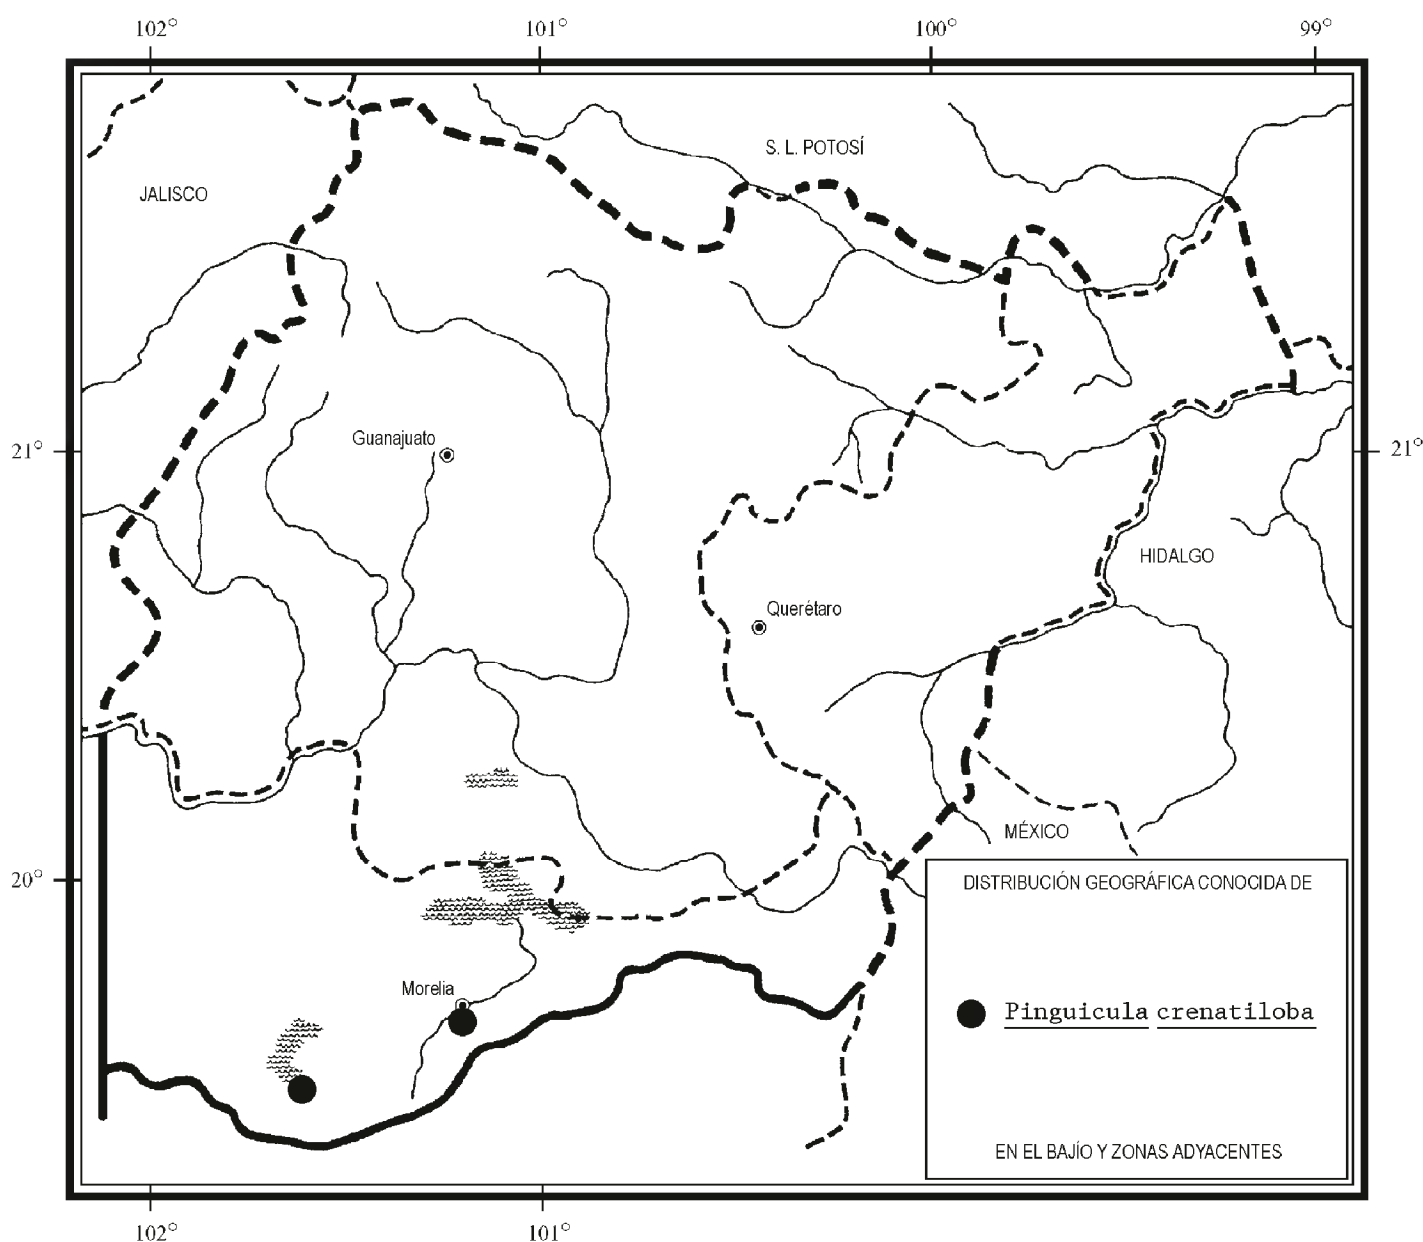 102° 101° 100° 99°
S. L. POTOSÍ
JALISCO
Guanajuato
21° 21°
HIDALGO
Querétaro
MÉXICO
20°
DISTRIBUCIÓN GEOGRÁFICA CONOCIDA DE
Morelia
Pinguicula crenatiloba
EN EL BAJÍO Y ZONAS ADYACENTES
102° 101°